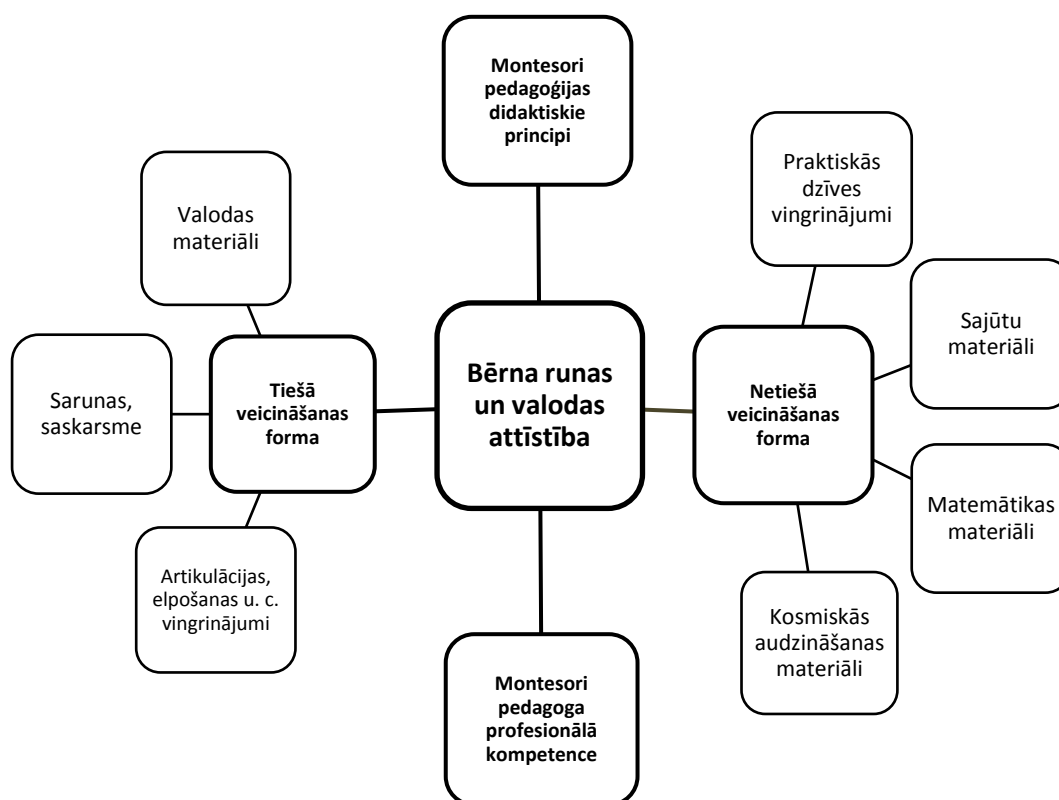 Montesori
pedagoģijas
didaktiskie
principi
Praktiskās
dzīves
vingrinājumi
Valodas
materiāli
Sajūtu
materiāli
Bērna runas
un valodas
attīstība
Tiešā
veicināšanas
forma
Netiešā
veicināšanas
forma
Sarunas,
saskarsme
Matemātikas
materiāli
Artikulācijas,
elpošanas u. c.
vingrinājumi
Kosmiskās
audzināšanas
materiāli
Montesori
pedagoga
profesionālā
kompetence